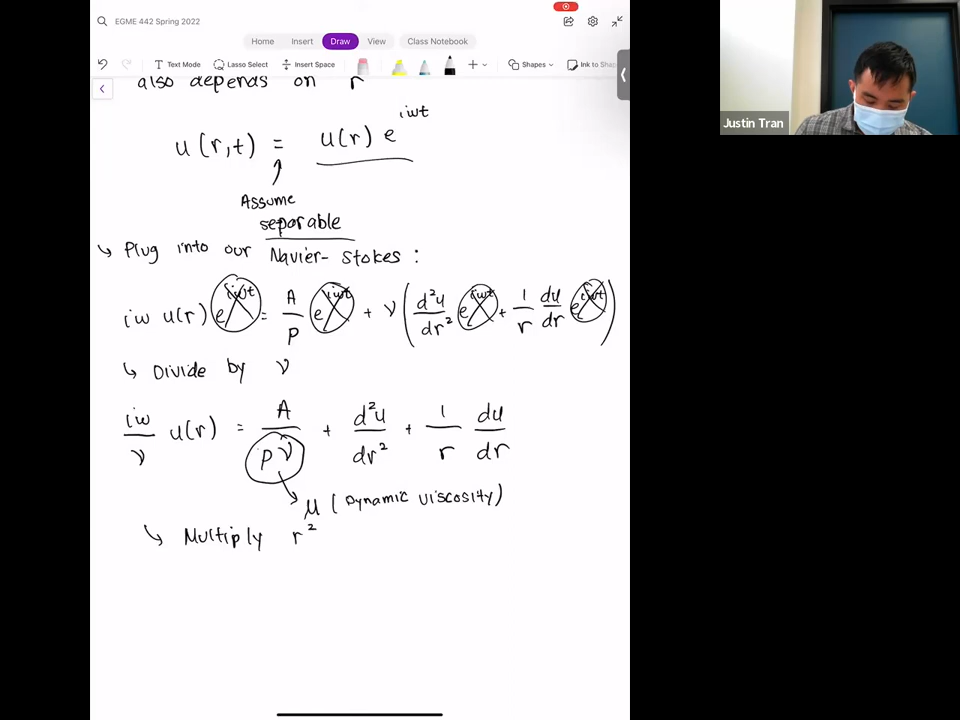 EGME 442 Spring 2022
Home Insert Draw View Class Notebook
Text Mode Lasso Select Insert Space Shapes Ink to Shap
Justin Tran
also depends on r
u(r,t) = u(r) e^{iωt}
Assume
separable
↳ Plug into our Navier-Stokes :
iω u(r) e^{iωt} = A/ρ e^{iωt} + ν ( d²u/dr² e^{iωt} + 1/r du/dr e^{iωt} )
↳ Divide by ν
iω/ν u(r) = A/ρν + d²u/dr² + 1/r du/dr
μ (Dynamic viscosity)
↳ Multiply r²